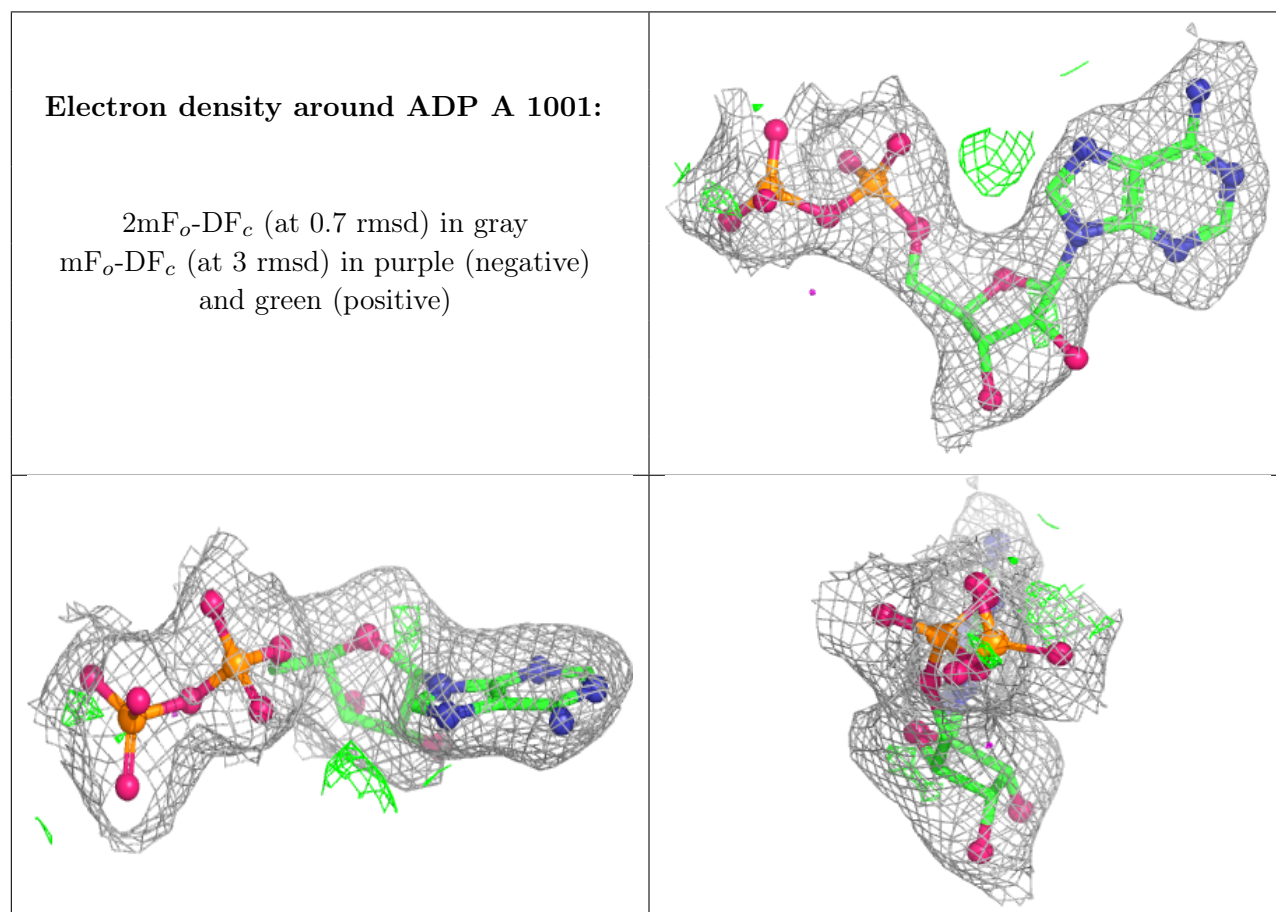 Electron density around ADP A 1001:
2mFₒ-DF𝒸 (at 0.7 rmsd) in gray
mFₒ-DF𝒸 (at 3 rmsd) in purple (negative)
and green (positive)